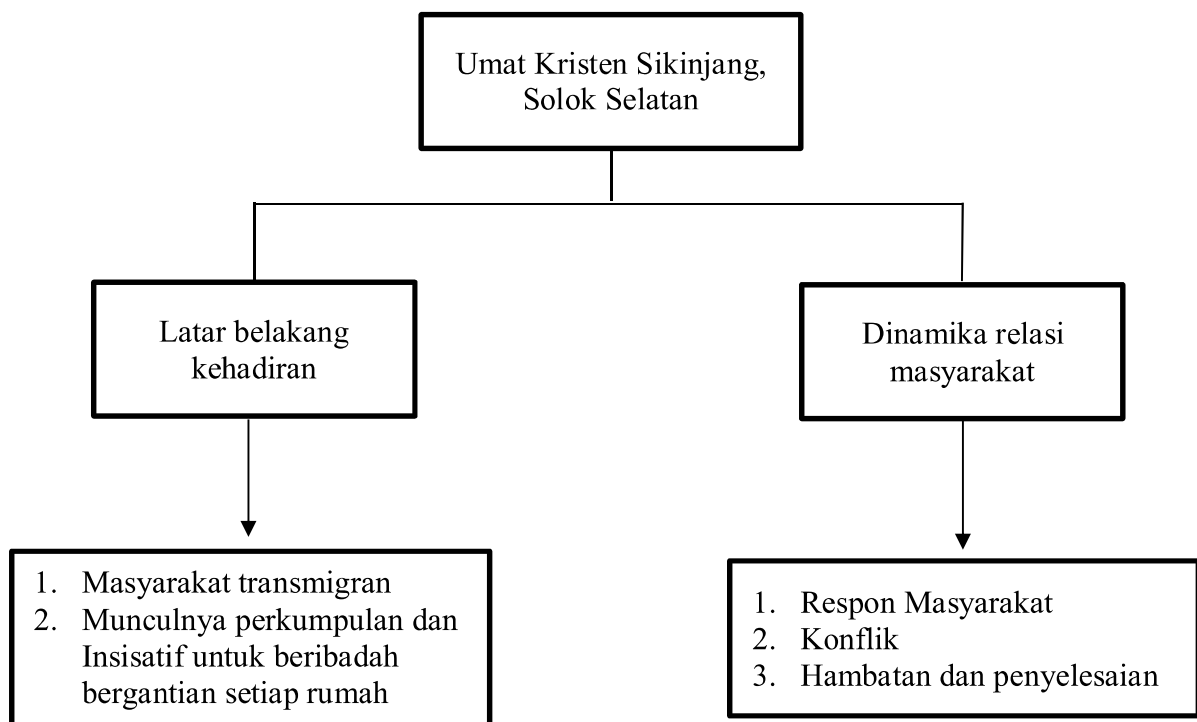 Umat Kristen Sikinjang,
Solok Selatan
Latar belakang
kehadiran
Dinamika relasi
masyarakat
1. Masyarakat transmigran
2. Munculnya perkumpulan dan
Insisatif untuk beribadah
bergantian setiap rumah
1. Respon Masyarakat
2. Konflik
3. Hambatan dan penyelesaian